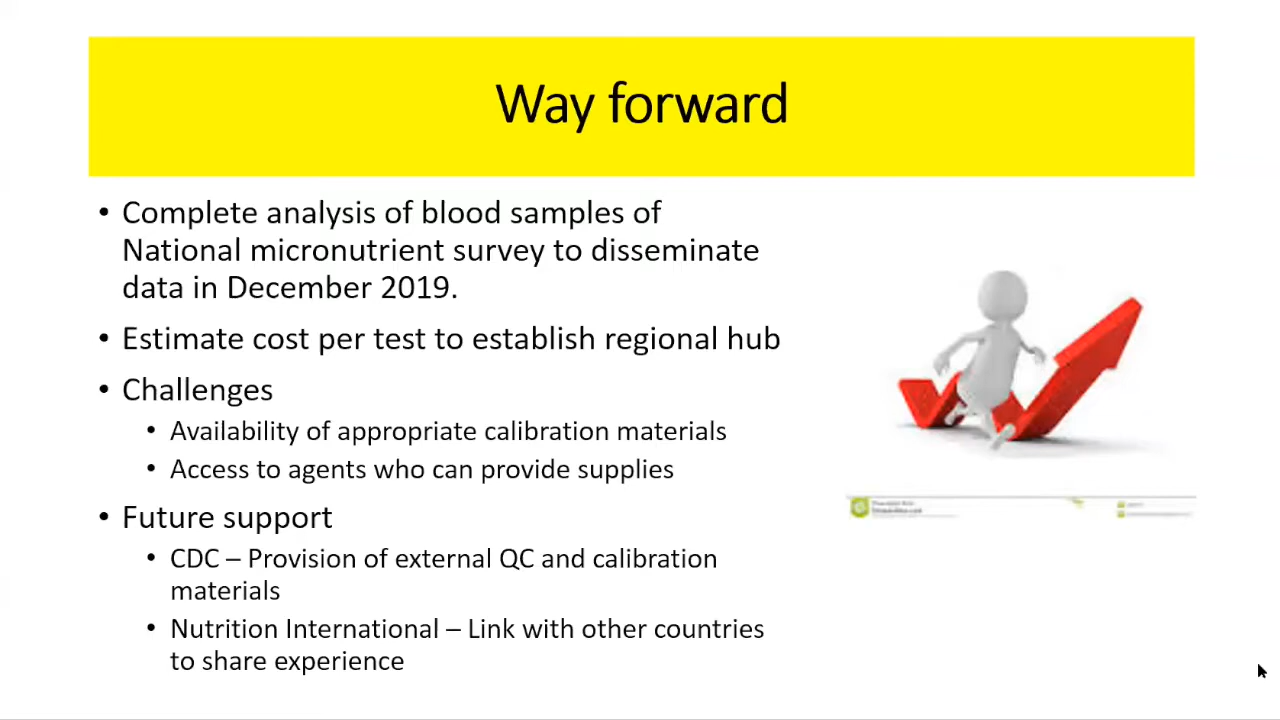 Way forward
• Complete analysis of blood samples of
National micronutrient survey to disseminate
data in December 2019.
• Estimate cost per test to establish regional hub
• Challenges
• Availability of appropriate calibration materials
• Access to agents who can provide supplies
• Future support
• CDC – Provision of external QC and calibration
materials
• Nutrition International – Link with other countries
to share experience